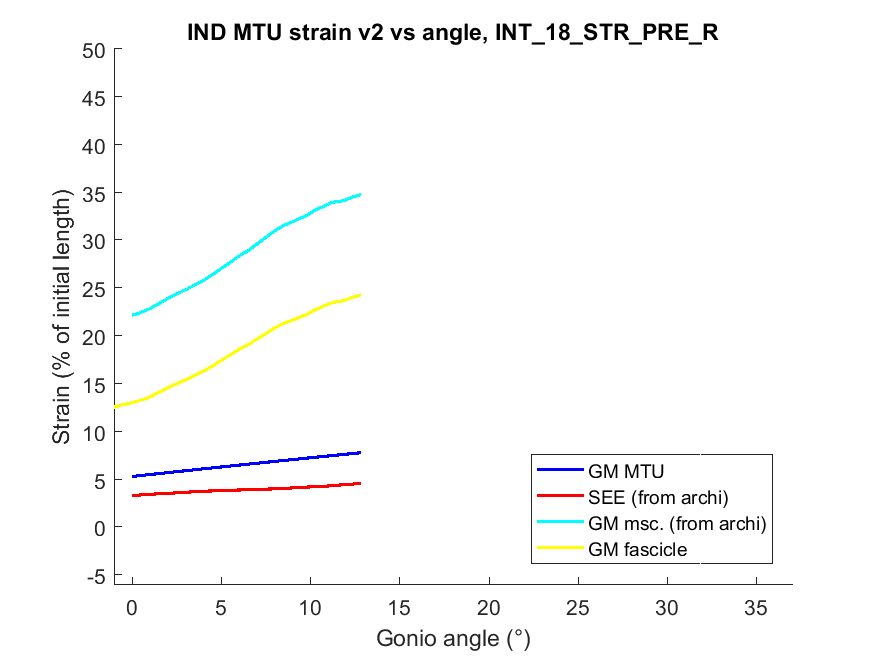 IND MTU strain v2 vs angle, INT_18_STR_PRE_R
50
45
40
35
30
25
20
15
10
5
0
-5
Strain (% of initial length)
GM MTU
SEE (from archi)
GM msc. (from archi)
GM fascicle
0 5 10 15 20 25 30 35
Gonio angle (°)